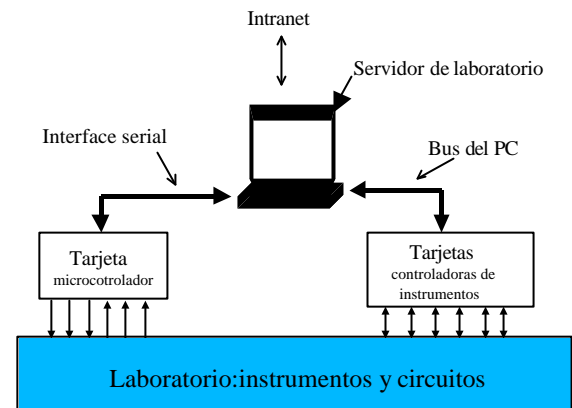 Intranet
Servidor de laboratorio
Interface serial
Bus del PC
Tarjeta
microcotrolador
Tarjetas
controladoras de
instrumentos
Laboratorio:instrumentos y circuitos